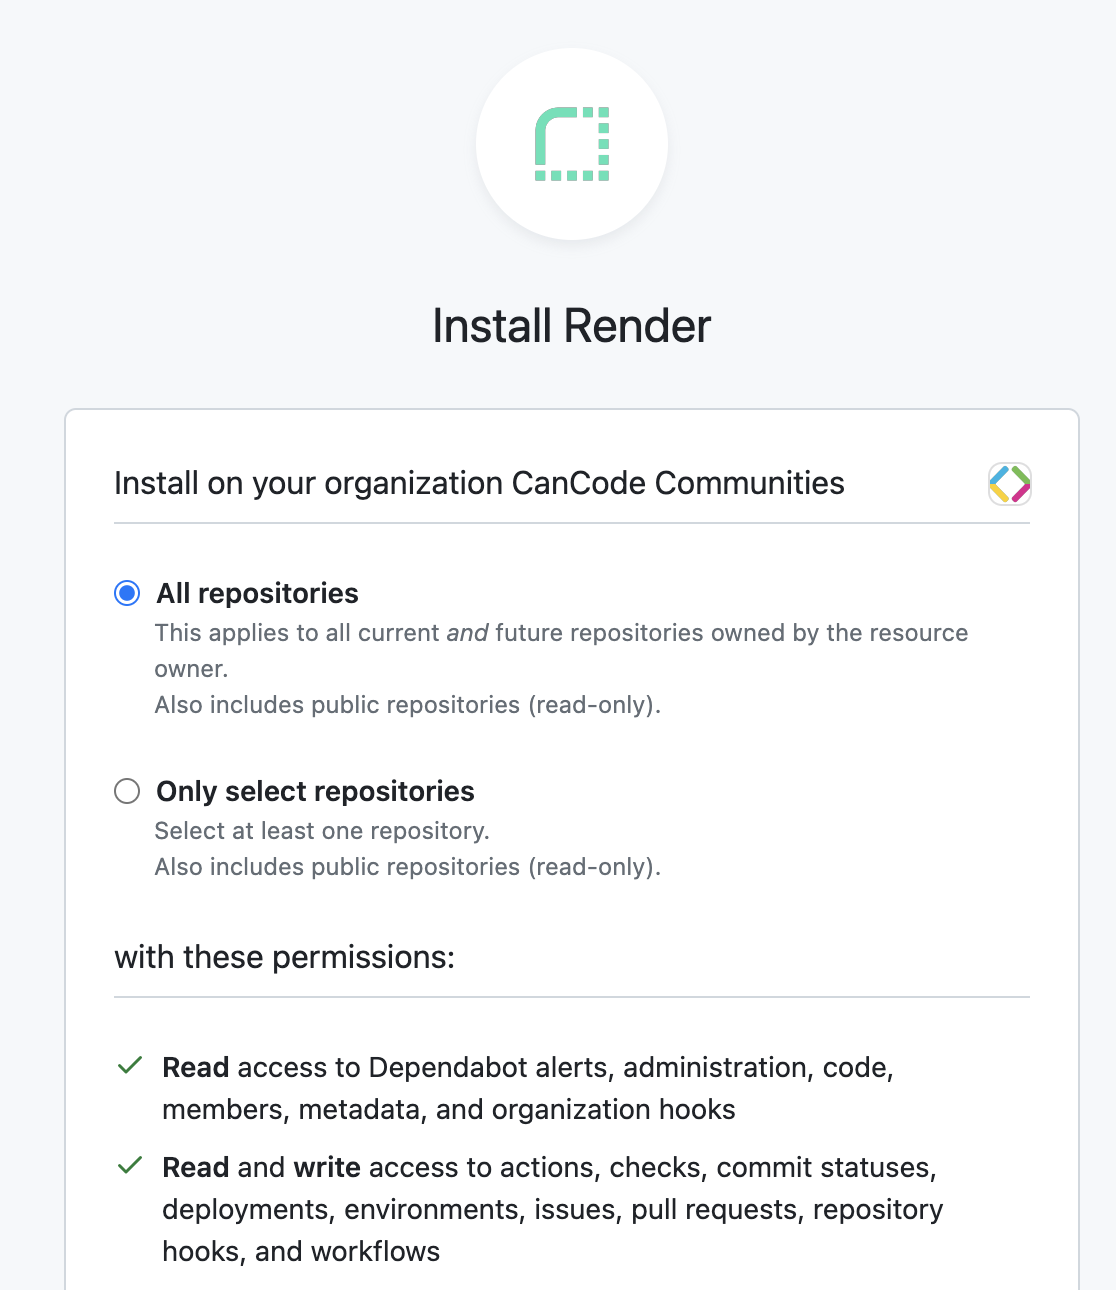 Install Render
Install on your organization CanCode Communities
All repositories
This applies to all current and future repositories owned by the resource
owner.
Also includes public repositories (read-only).
Only select repositories
Select at least one repository.
Also includes public repositories (read-only).
with these permissions:
Read access to Dependabot alerts, administration, code,
members, metadata, and organization hooks
Read and write access to actions, checks, commit statuses,
deployments, environments, issues, pull requests, repository
hooks, and workflows